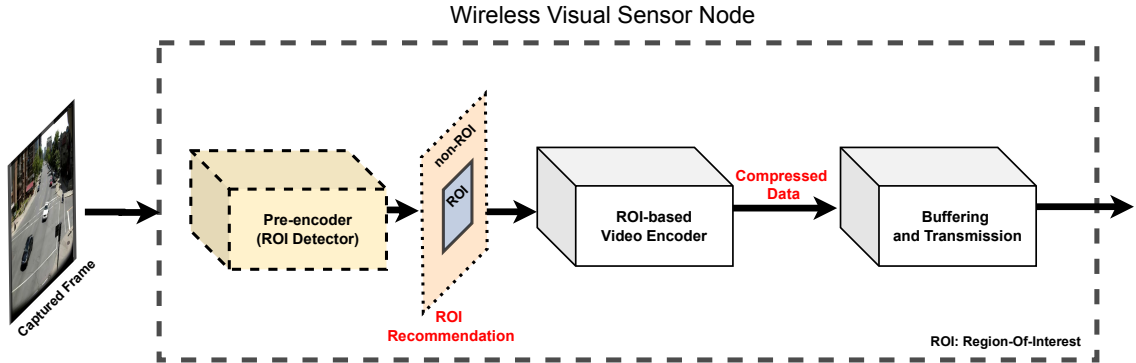 Wireless Visual Sensor Node
Captured Frame
Pre-encoder
(ROI Detector)
non-ROI
ROI
ROI
Recommendation
ROI-based
Video Encoder
Compressed
Data
Buffering
and Transmission
ROI: Region-Of-Interest